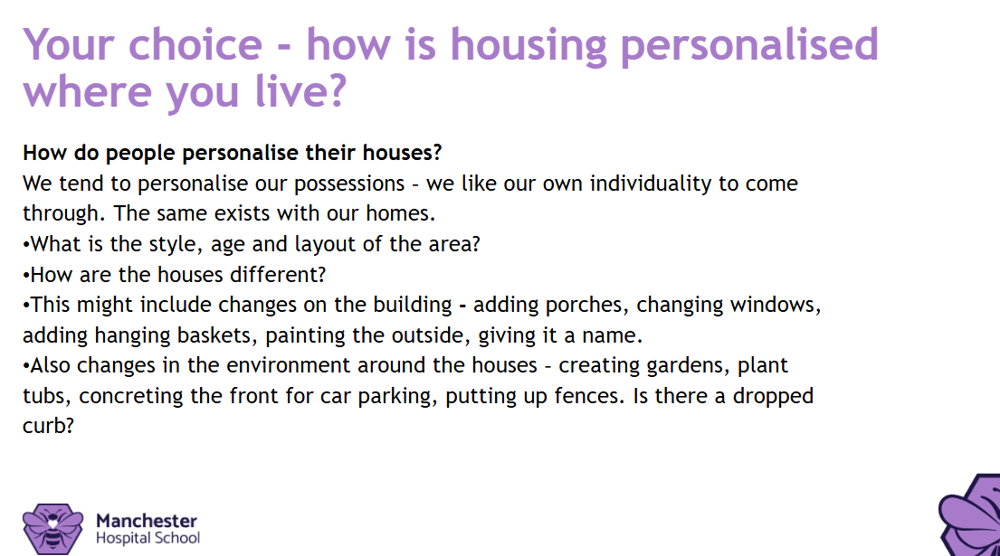 Your choice - how is housing personalised
where you live?
How do people personalise their houses?
We tend to personalise our possessions – we like our own individuality to come
through. The same exists with our homes.
•What is the style, age and layout of the area?
•How are the houses different?
•This might include changes on the building - adding porches, changing windows,
adding hanging baskets, painting the outside, giving it a name.
•Also changes in the environment around the houses – creating gardens, plant
tubs, concreting the front for car parking, putting up fences. Is there a dropped
curb?
Manchester
Hospital School